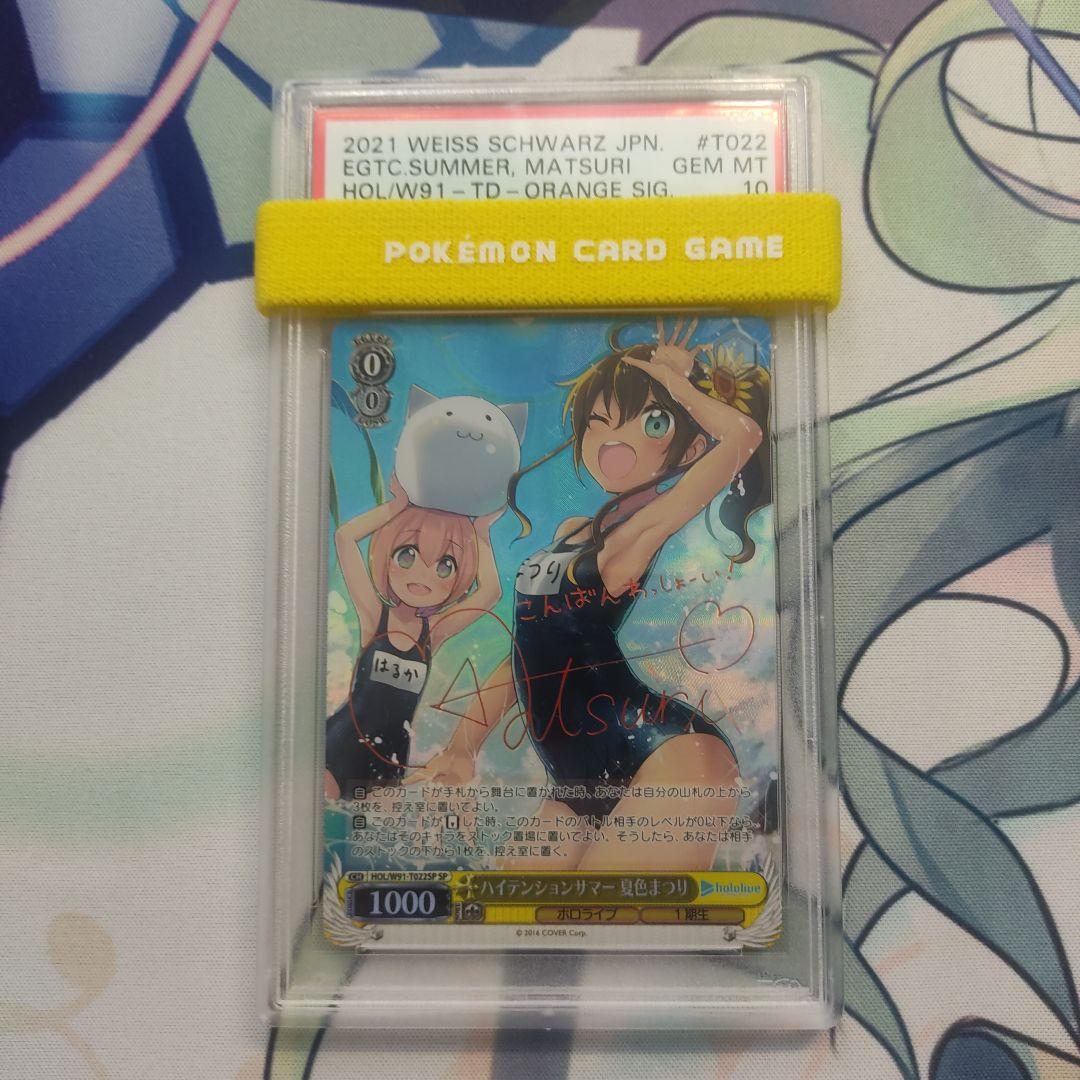 2021 WEISS SCHWARZ JPN. #T022
EGTC.SUMMER, MATSURI GEM MT
HOL/W91-TD-ORANGE SIG. 10
POKÉMON CARD GAME
LEVEL
0
0
COST
まつり
こんばんわっしょーい!
Matsuri
はるか
自 このカードが手札から舞台に置かれた時、あなたは自分の山札の上から
3枚を、控え室に置いてよい。
自 このカードが した時、このカードのバトル相手のレベルが0以下なら、
あなたはそのキャラをストック置場に置いてよい。そうしたら、あなたは相手
のストックの下から1枚を、控え室に置く。
CH HOL/W91-T022SP SP
ハイテンションサマー 夏色まつり hololive
1000
ホロライブ 1期生
© 2016 COVER Corp.